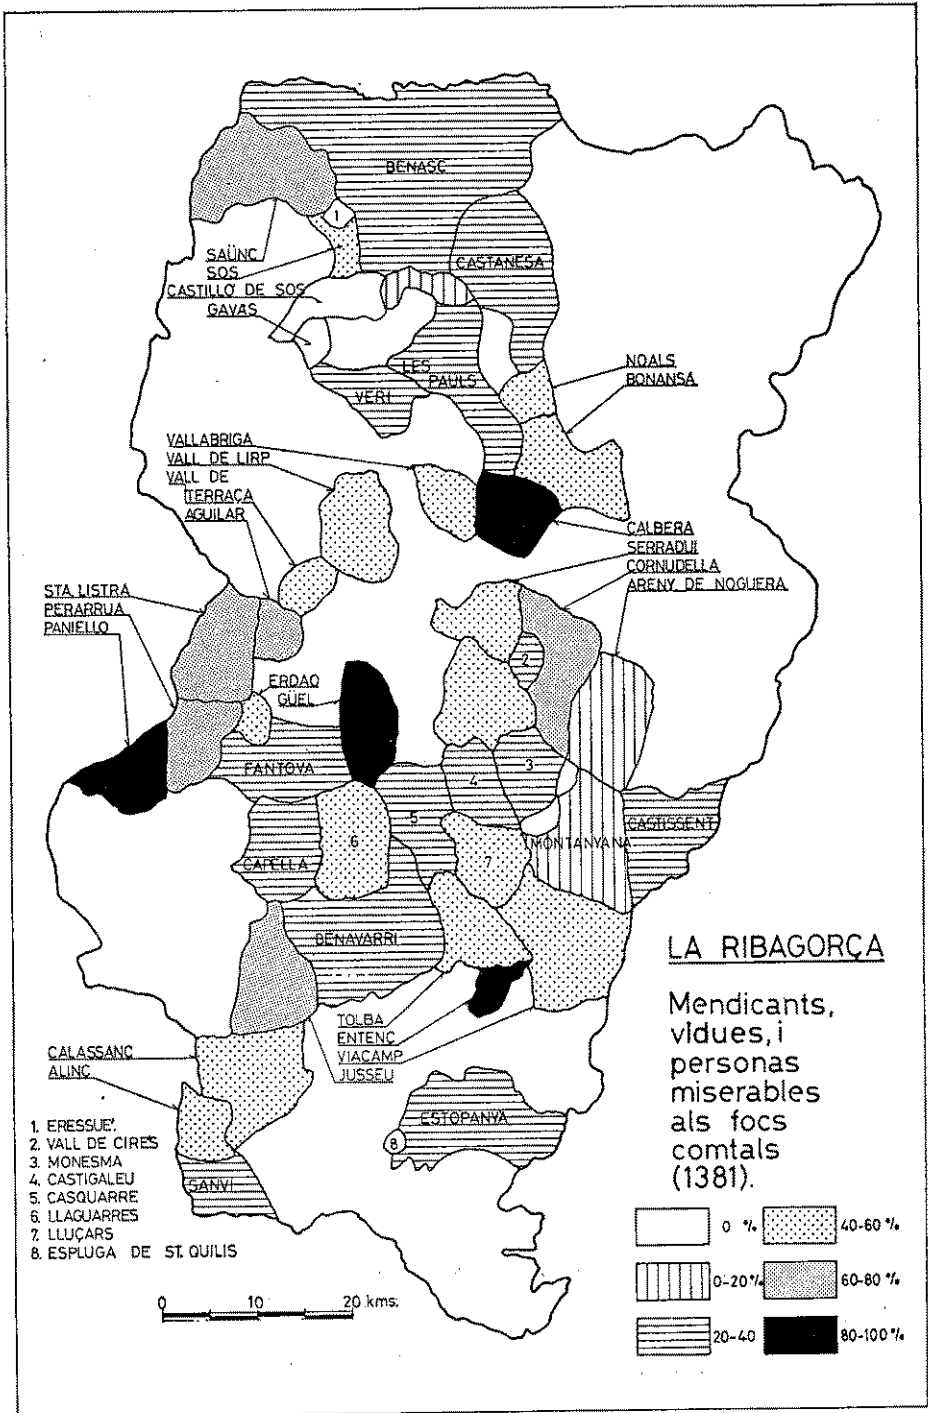 BENASC
1
SAÜNC
SOS
CASTILLO DE SOS
GAVAS
CASTANESA
LES
PAULS
VERI
NOALS
BONANSA
VALLABRIGA
VALL DE LIRP
VALL DE
TERRAÇA
AGUILAR
CALBERA
SERRADUI
CORNUDELLA
ARENY DE NOGUERA
STA. LISTRA
PERARRUA
PANIELLO
2
ERDAO
GÜEL
FANTOVA
3
4
5
CASTISSENT
MONTANYANA
6
7
CAPELLA
BENAVARRI
LA RIBAGORÇA
Mendicants,
vídues, i
personas
miserables
als focs
comtals
(1381).
TOLBA
ENTENÇ
VIACAMP
JUSSEU
CALASSANÇ
ALINÇ
ESTOPANYA
8
SANVI
1. ERESSUE.
2. VALL DE CIRES
3. MONESMA
4. CASTIGALEU
5. CASQUARRE
6. LLAGUARRES
7. LLUÇARS
8. ESPLUGA DE ST. QUILIS
0 10 20 kms.
0 % 40-60 %
0-20 % 60-80 %
20-40 80-100 %